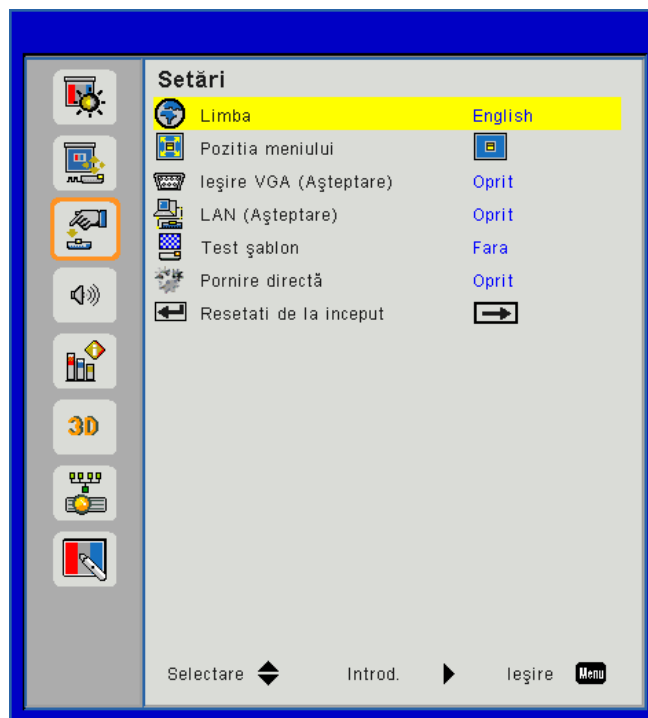 Setări
Limba English
Pozitia meniului
Ieşire VGA (Aşteptare) Oprit
LAN (Aşteptare) Oprit
Test şablon Fara
Pornire directă Oprit
Resetati de la inceput
3D
Selectare Introd. Ieşire Menu